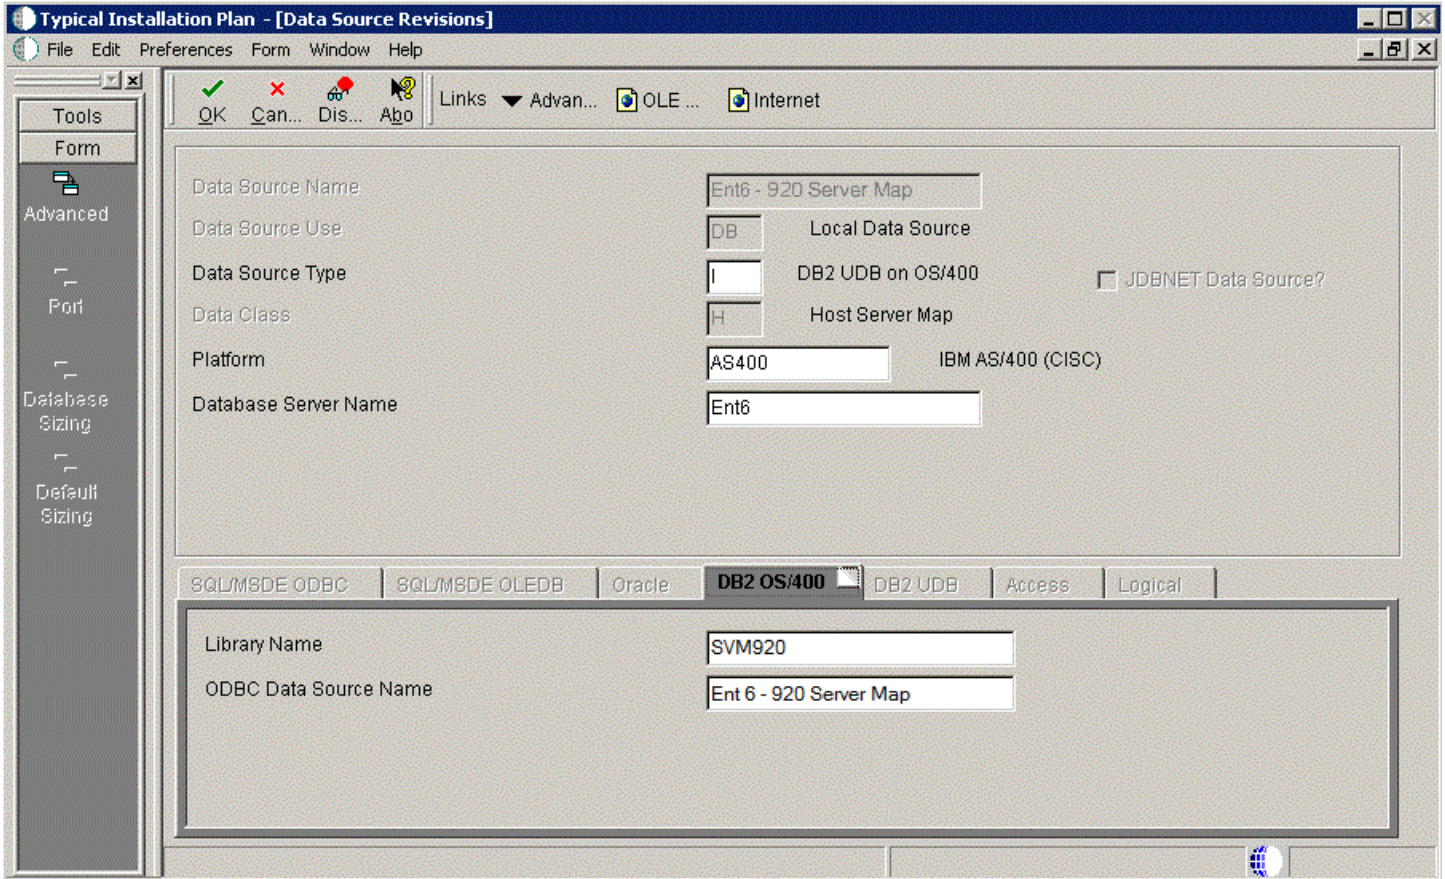 Typical Installation Plan - [Data Source Revisions]
File Edit Preferences Form Window Help
OK Can... Dis... Abo Links Advan... OLE ... Internet
Tools
Form
Advanced
Port
Database
Sizing
Default
Sizing
Data Source Name Ent6 - 920 Server Map
Data Source Use DB Local Data Source
Data Source Type I DB2 UDB on OS/400 JDBNET Data Source?
Data Class H Host Server Map
Platform AS400 IBM AS/400 (CISC)
Database Server Name Ent6
SQL/MSDE ODBC SQL/MSDE OLEDB Oracle DB2 OS/400 DB2 UDB Access Logical
Library Name SVM920
ODBC Data Source Name Ent 6 - 920 Server Map